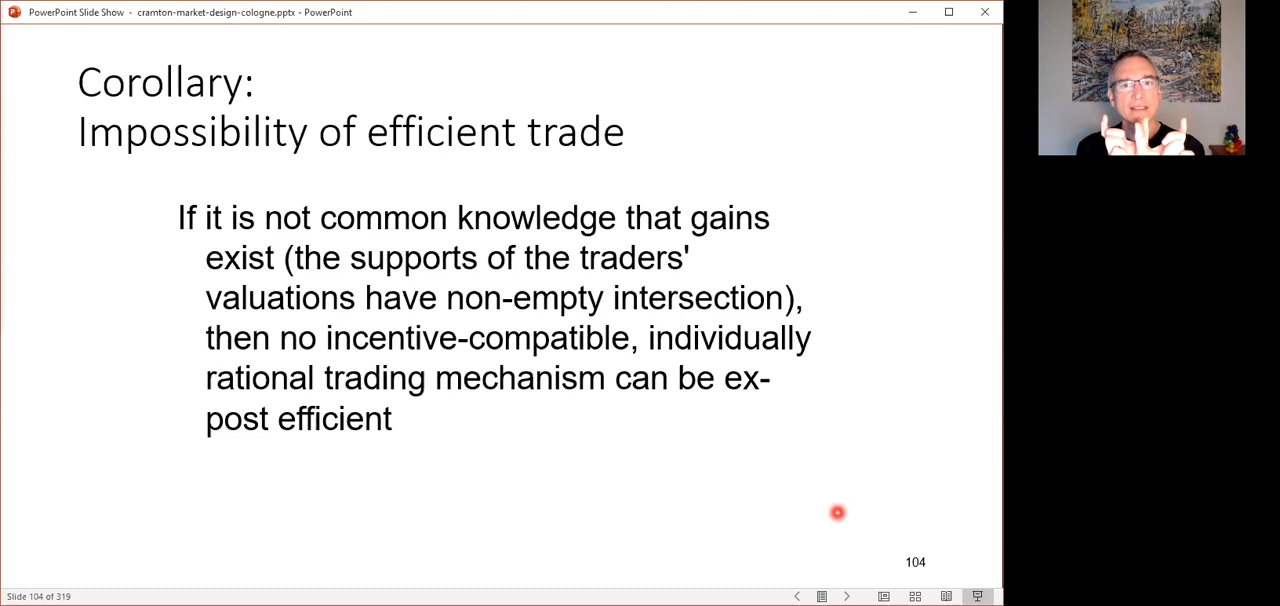 PowerPoint Slide Show - cramton-market-design-cologne.pptx - PowerPoint
Corollary:
Impossibility of efficient trade
If it is not common knowledge that gains
exist (the supports of the traders'
valuations have non-empty intersection),
then no incentive-compatible, individually
rational trading mechanism can be ex-
post efficient
104
Slide 104 of 319